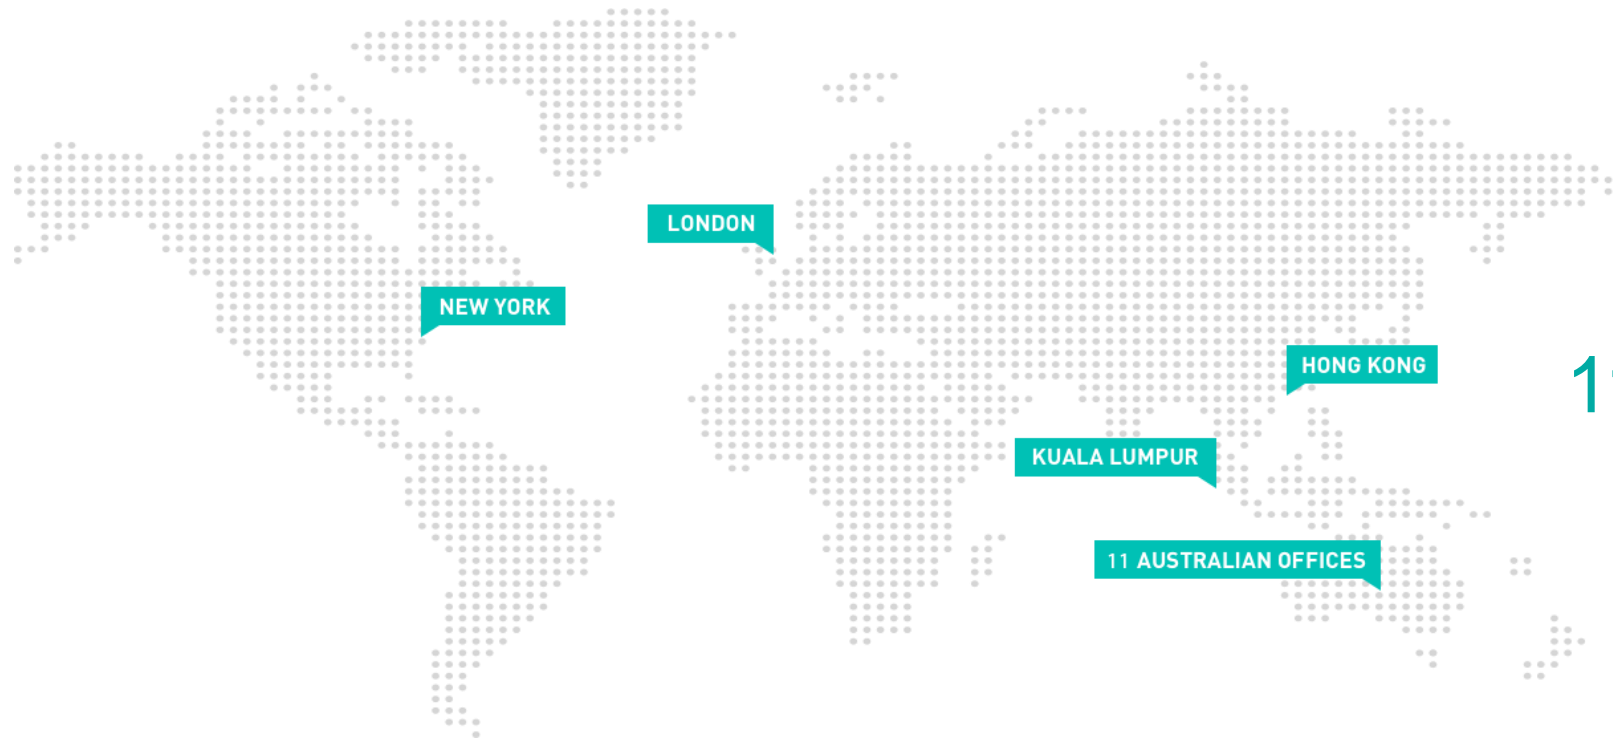 LONDON
NEW YORK
HONG KONG
KUALA LUMPUR
11 AUSTRALIAN OFFICES